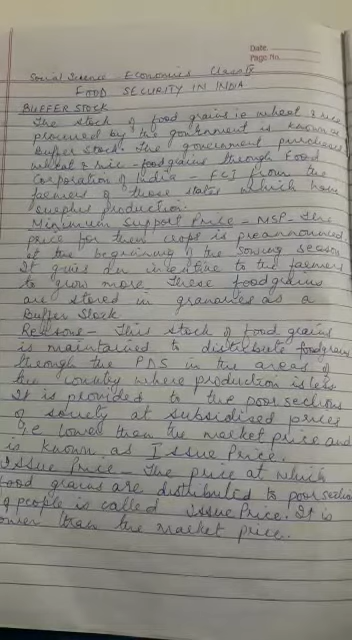 Date
Page No.
Social Science Economics Class IX
FOOD SECURITY IN INDIA
BUFFER STOCK
The stock of food grains i.e wheat & rice
procured by the government is known as
Buffer Stock. The government purchases
wheat & rice - foodgrains through Food
Corporation of India - FCI from the
farmers of those states which have
surplus production.
Minimum Support Price - MSP - The
price for their crops is preannounced
at the beginning of the sowing season
It gives an incentive to the farmers
to grow more. These foodgrains
are stored in granaries as a
Buffer Stock
Reasons - This stock of food grains
is maintained to distribute foodgrains
through the PDS in the areas of
the country where production is less
It is provided to the poor sections
of society at subsidised prices
i.e lower than the market price and
is known as Issue Price.
Issue Price - The price at which
food grains are distributed to poor section
of people is called Issue Price. It is
lower than the market price.